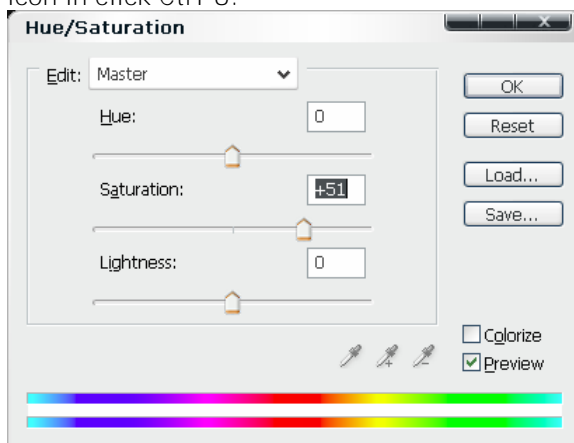 Hue/Saturation
Edit: Master
OK
Hue: 0
Reset
Load...
Saturation: +51
Save...
Lightness: 0
Colorize
Preview